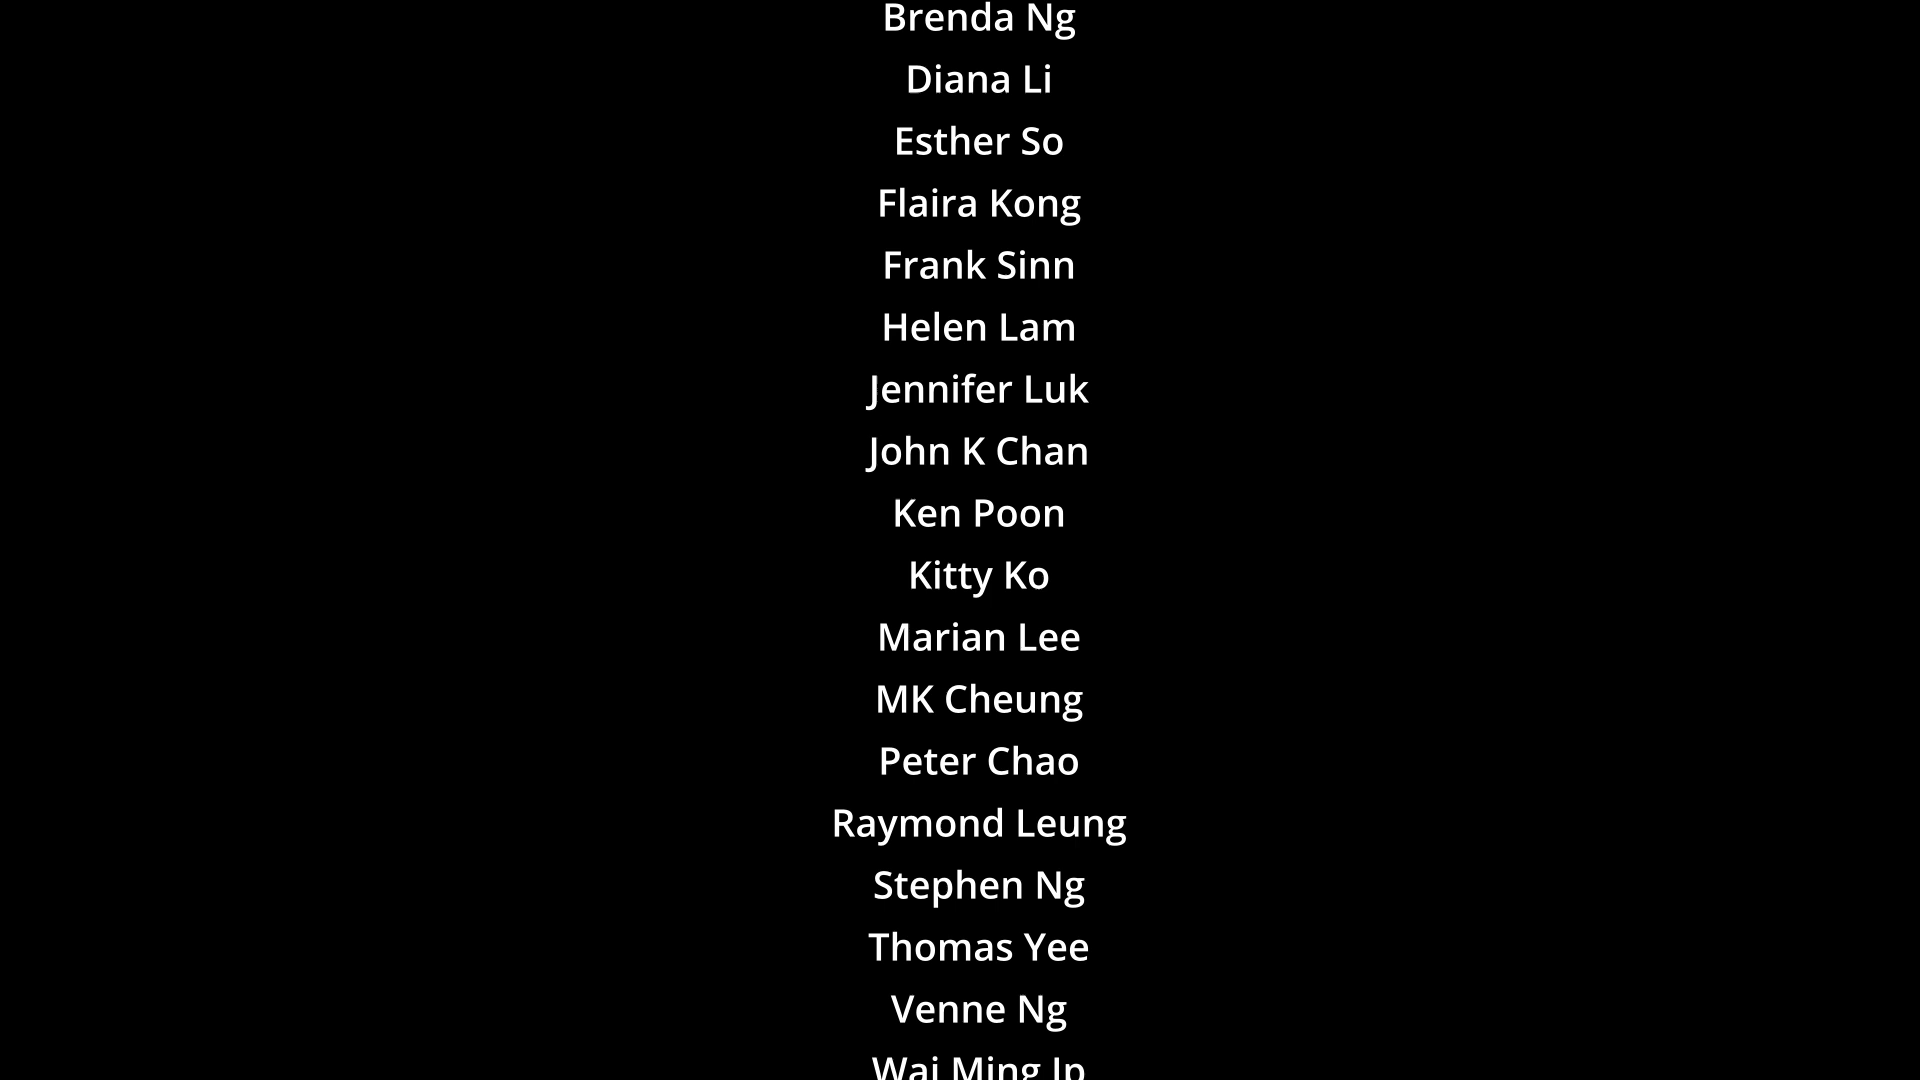 Brenda Ng
Diana Li
Esther So
Flaira Kong
Frank Sinn
Helen Lam
Jennifer Luk
John K Chan
Ken Poon
Kitty Ko
Marian Lee
MK Cheung
Peter Chao
Raymond Leung
Stephen Ng
Thomas Yee
Venne Ng
Wai Ming Ip